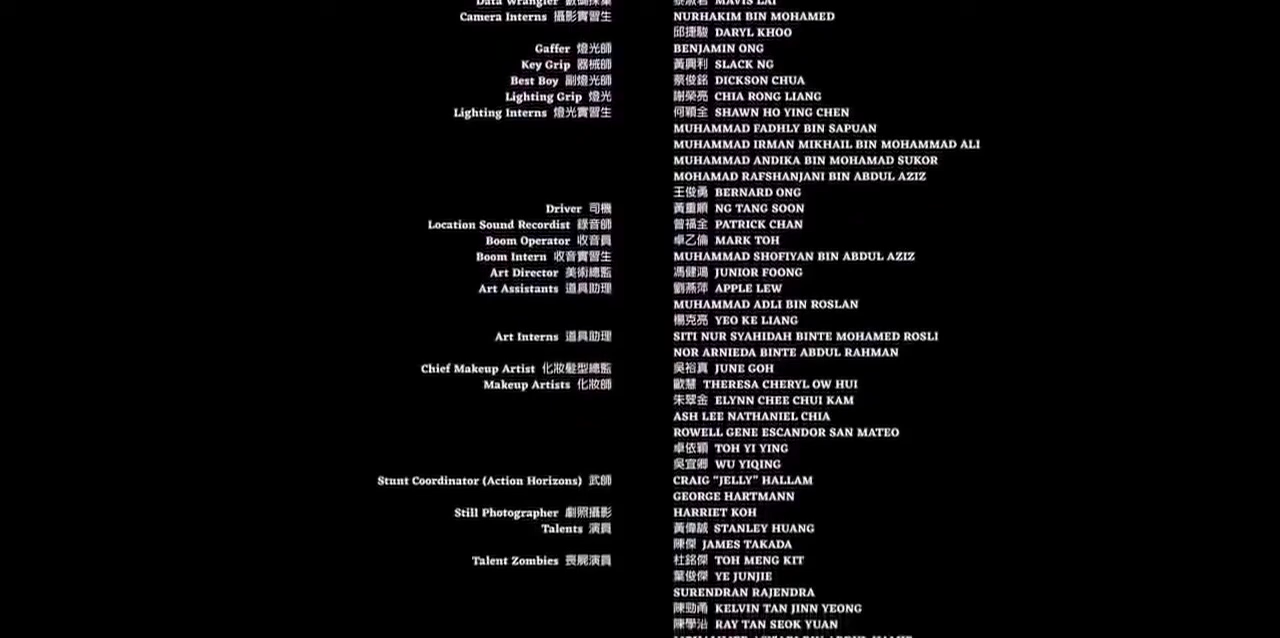 Data Wrangler 數碼採集 MAVIS LAI
Camera Interns 攝影實習生 NURHAKIM BIN MOHAMED
邱捷駿 DARYL KHOO
Gaffer 燈光師 BENJAMIN ONG
Key Grip 器械師 黃興利 SLACK NG
Best Boy 副燈光師 蔡俊銘 DICKSON CHUA
Lighting Grip 燈光 謝榮亮 CHIA RONG LIANG
Lighting Interns 燈光實習生 何穎全 SHAWN HO YING CHEN
MUHAMMAD FADHLY BIN SAPUAN
MUHAMMAD IRMAN MIKHAIL BIN MOHAMMAD ALI
MUHAMMAD ANDIKA BIN MOHAMAD SUKOR
MOHAMAD RAFSHANJANI BIN ABDUL AZIZ
王俊勇 BERNARD ONG
Driver 司機 黃重順 NG TANG SOON
Location Sound Recordist 錄音師 曾福全 PATRICK CHAN
Boom Operator 收音員 卓乙倫 MARK TOH
Boom Intern 收音實習生 MUHAMMAD SHOFIYAN BIN ABDUL AZIZ
Art Director 美術總監 馮健鴻 JUNIOR FOONG
Art Assistants 道具助理 劉燕萍 APPLE LEW
MUHAMMAD ADLI BIN ROSLAN
楊克亮 YEO KE LIANG
Art Interns 道具助理 SITI NUR SYAHIDAH BINTE MOHAMED ROSLI
NOR ARNIEDA BINTE ABDUL RAHMAN
Chief Makeup Artist 化妝髮型總監 吳裕真 JUNE GOH
Makeup Artists 化妝師 歐慧 THERESA CHERYL OW HUI
朱翠金 ELYNN CHEE CHUI KAM
ASH LEE NATHANIEL CHIA
ROWELL GENE ESCANDOR SAN MATEO
卓依穎 TOH YI YING
吳宜卿 WU YIQING
Stunt Coordinator (Action Horizons) 武師 CRAIG “JELLY” HALLAM
GEORGE HARTMANN
Still Photographer 劇照攝影 HARRIET KOH
Talents 演員 黃偉誠 STANLEY HUANG
陳傑 JAMES TAKADA
Talent Zombies 喪屍演員 杜銘傑 TOH MENG KIT
葉俊傑 YE JUNJIE
SURENDRAN RAJENDRA
陳勁甬 KELVIN TAN JINN YEONG
陳學沿 RAY TAN SEOK YUAN